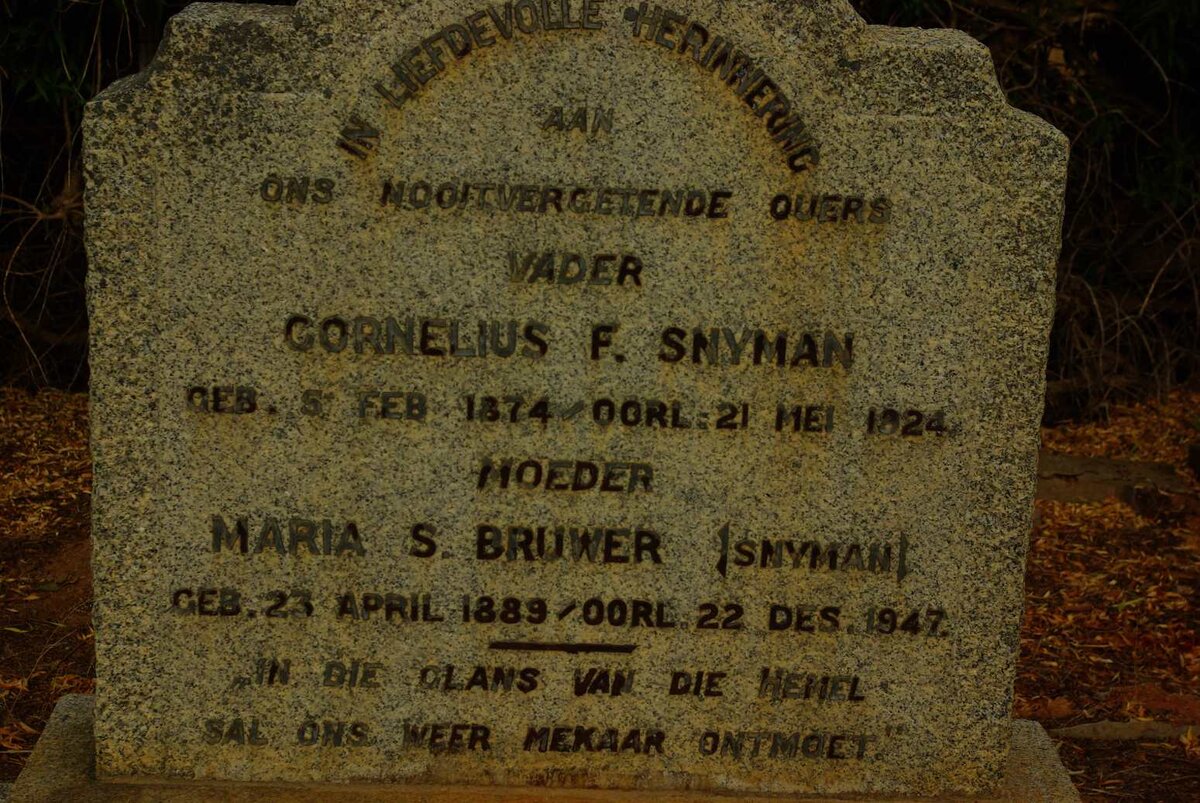 IN LIEFDEVOLLE HERINNERING
AAN
ONS NOOITVERGETENDE OUERS
VADER
CORNELIUS F. SNYMAN
GEB. 5 FEB 1874/OORL. 21 MEI 1924.
MOEDER
MARIA S. BRUWER [SNYMAN]
GEB. 23 APRIL 1889/OORL. 22 DES. 1947.
„IN DIE GLANS VAN DIE HEMEL
SAL ONS WEER MEKAAR ONTMOET"